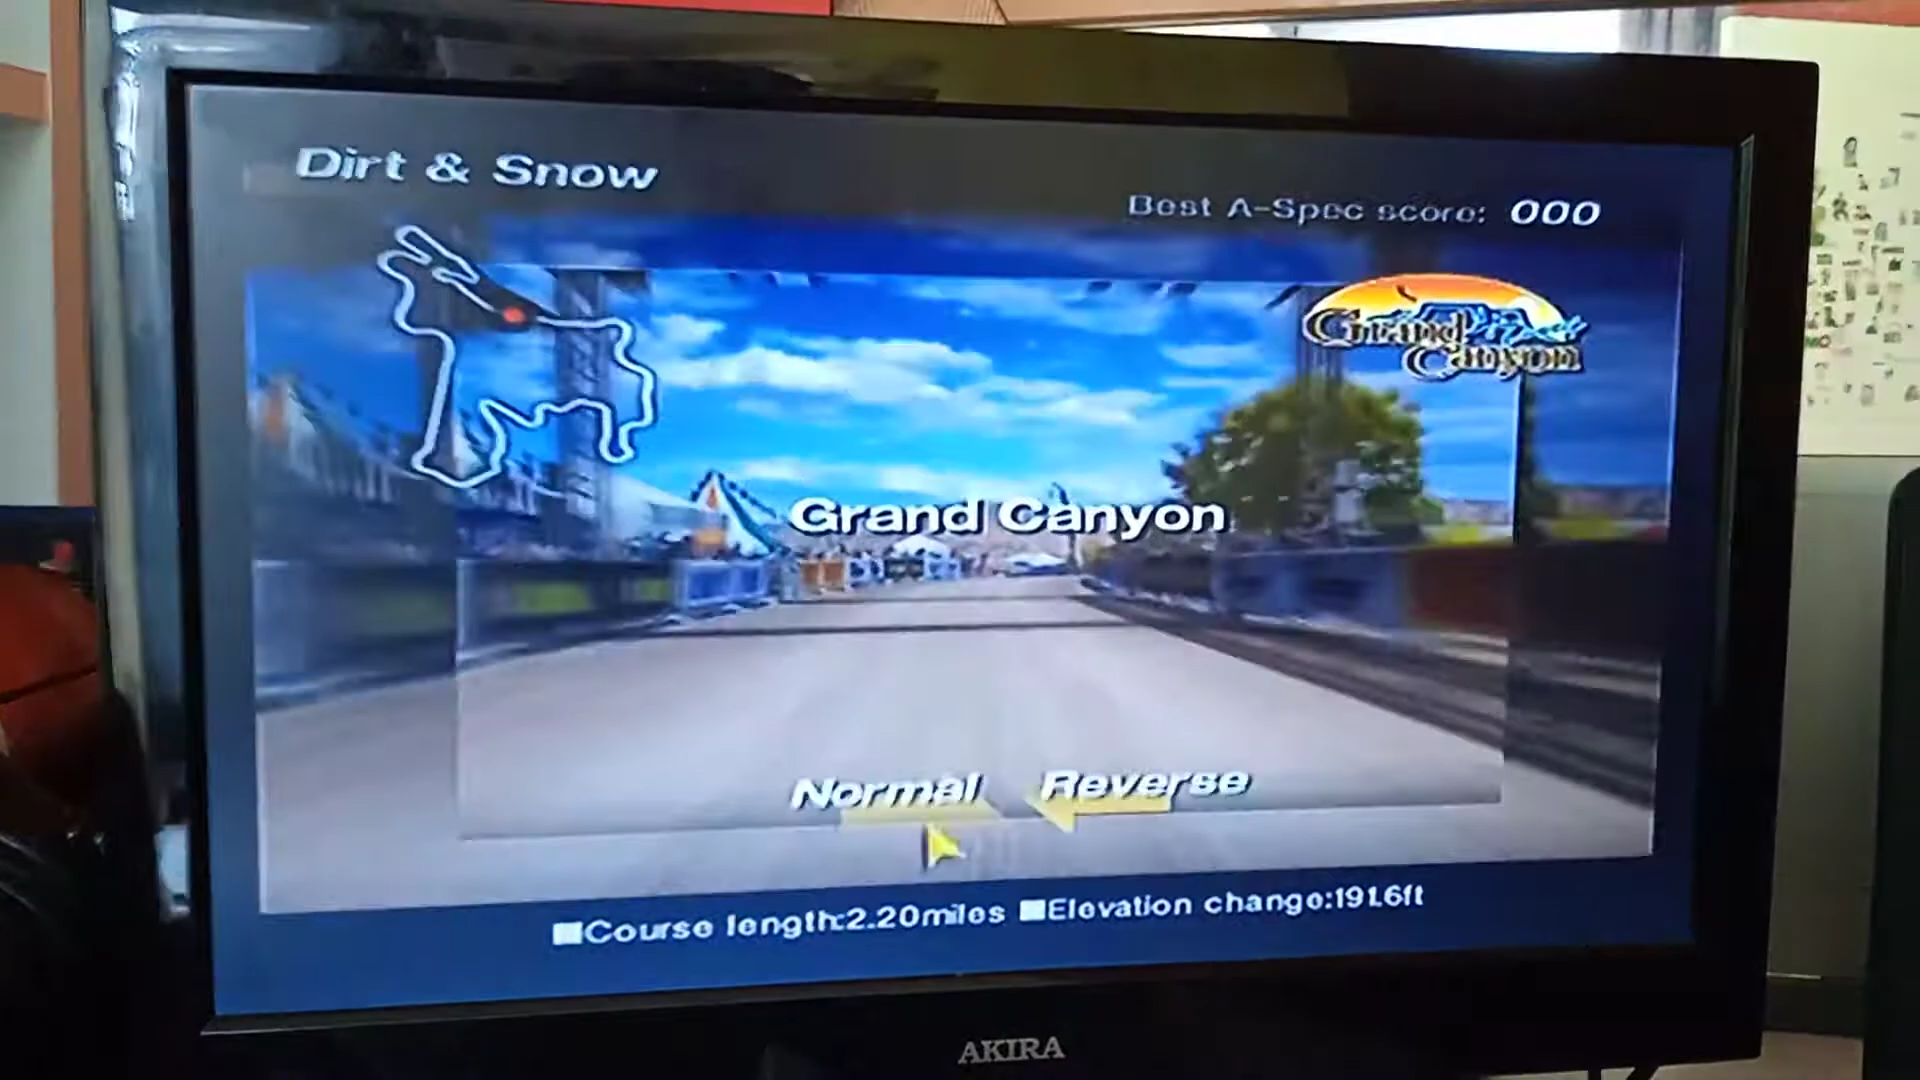 Dirt & Snow
Best A-Spec score: 000
Grand Canyon
Grand Canyon
Normal Reverse
■Course length:2.20miles ■Elevation change:191.6ft
AKIRA